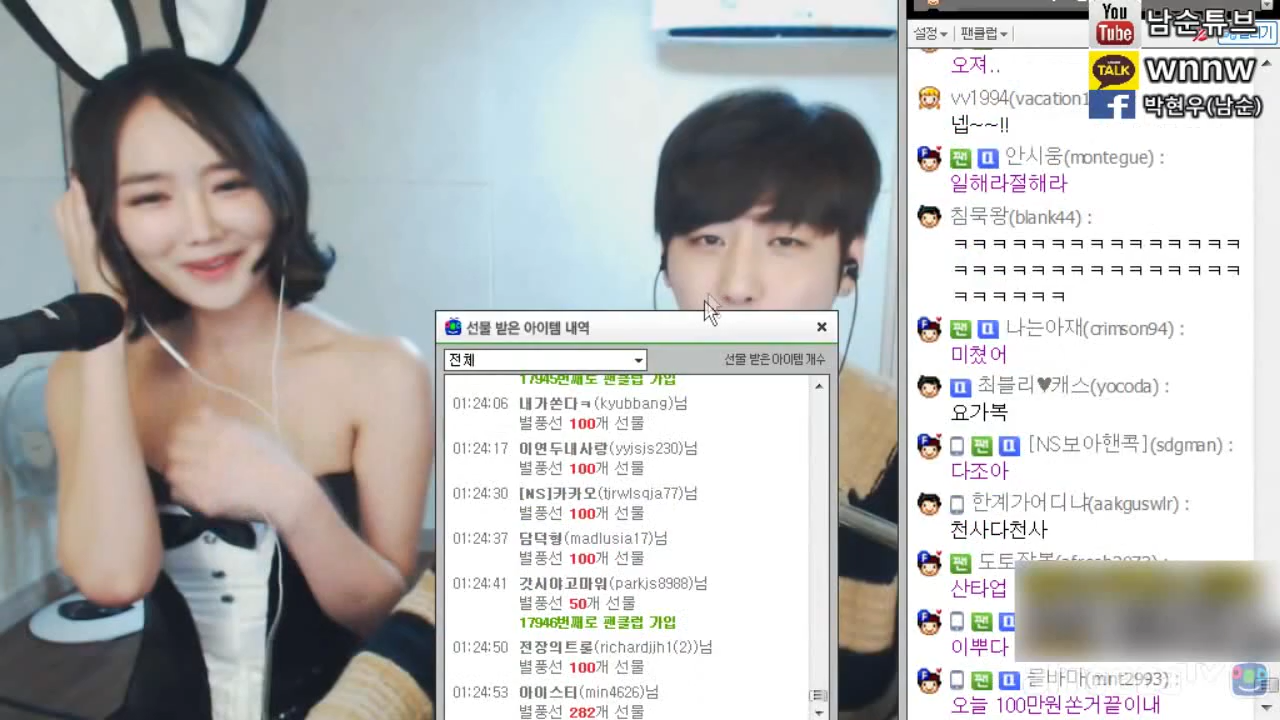 선물 받은 아이템 내역
전체
선물 받은 아이템 개수
17945번째로 팬클럽 가입
01:24:06 내가쏜다ㅋ(kyubbang)님
별풍선 100개 선물
01:24:17 이연두내사랑(yyjsjs230)님
별풍선 100개 선물
01:24:30 [NS]카카오(tjrwlsqja77)님
별풍선 100개 선물
01:24:37 담덕형(madlusia17)님
별풍선 100개 선물
01:24:41 갓시야고마워(parkjs8988)님
별풍선 50개 선물
17946번째로 팬클럽 가입
01:24:50 전장의트롤(richardjjh1(2))님
별풍선 100개 선물
01:24:53 아이스티(min4626)님
별풍선 282개 선물
You Tube 남순튜브
TALK wnnw
f 박현우(남순)
설정 팬클럽
오져..
vv1994(vacation1
넵~~!!
팬 안시웅(montegue) :
일해라절해라
침묵왕(blank44) :
ㅋㅋㅋㅋㅋㅋㅋㅋㅋㅋㅋㅋㅋㅋㅋ
ㅋㅋㅋㅋㅋㅋㅋㅋㅋㅋㅋㅋㅋㅋㅋ
ㅋㅋㅋㅋㅋㅋ
팬 나는아재(crimson94) :
미쳤어
최블리♥캐스(yocoda) :
요가복
팬 [NS보아핸콕](sdgman) :
다조아
한계가어디냐(aakguswlr) :
천사다천사
팬
산타업
팬
이뿌다
팬 믈바마(mnt2993) :
오늘 100만원쏜거끝이내